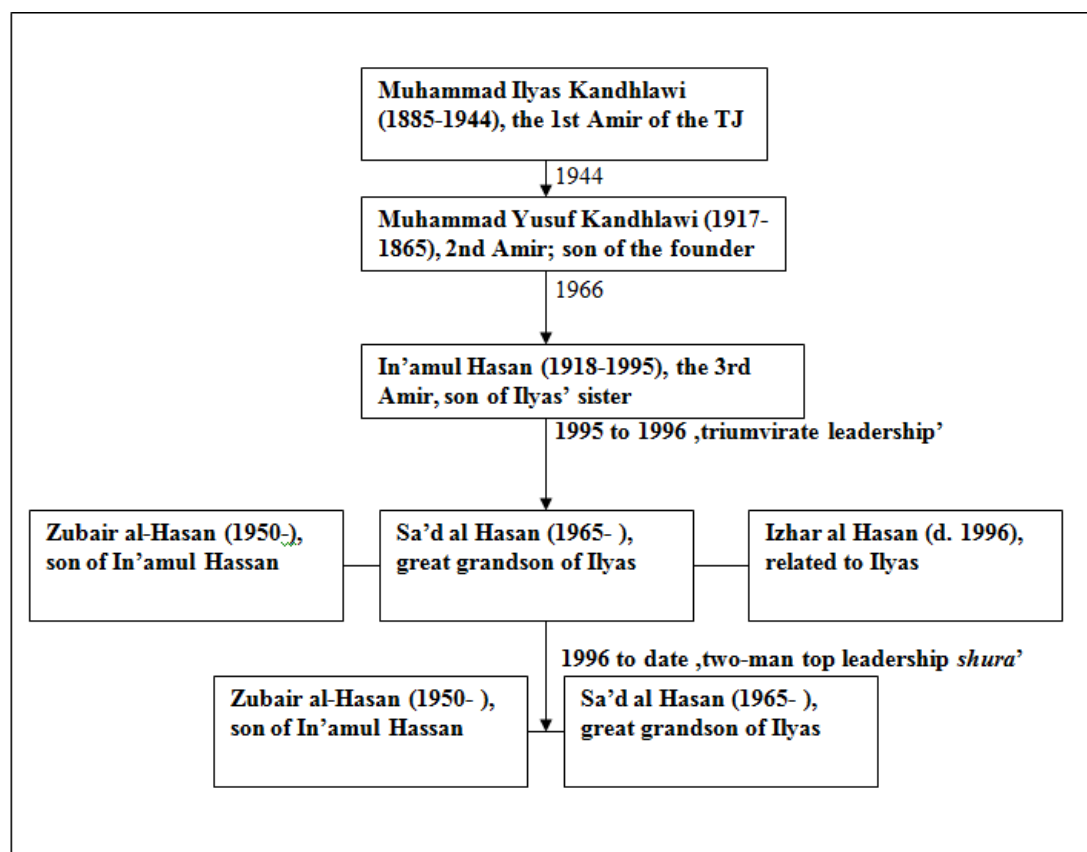 Muhammad Ilyas Kandhlawi
(1885-1944), the 1st Amir of the TJ
1944
Muhammad Yusuf Kandhlawi (1917-
1865), 2nd Amir; son of the founder
1966
In’amul Hasan (1918-1995), the 3rd
Amir, son of Ilyas’ sister
1995 to 1996 ‚triumvirate leadership’
Zubair al-Hasan (1950-),
son of In’amul Hassan
Sa’d al Hasan (1965- ),
great grandson of Ilyas
Izhar al Hasan (d. 1996),
related to Ilyas
1996 to date ‚two-man top leadership shura’
Zubair al-Hasan (1950- ),
son of In’amul Hassan
Sa’d al Hasan (1965- ),
great grandson of Ilyas